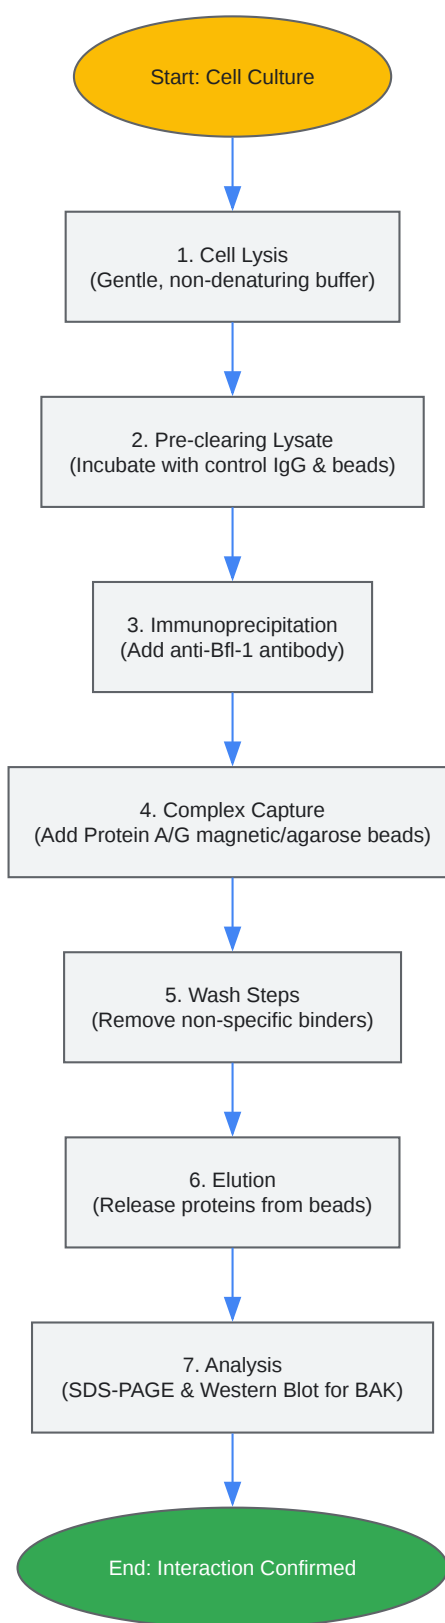 Start: Cell Culture
1. Cell Lysis
(Gentle, non-denaturing buffer)
2. Pre-clearing Lysate
(Incubate with control IgG & beads)
3. Immunoprecipitation
(Add anti-Bfl-1 antibody)
4. Complex Capture
(Add Protein A/G magnetic/agarose beads)
5. Wash Steps
(Remove non-specific binders)
6. Elution
(Release proteins from beads)
7. Analysis
(SDS-PAGE & Western Blot for BAK)
End: Interaction Confirmed